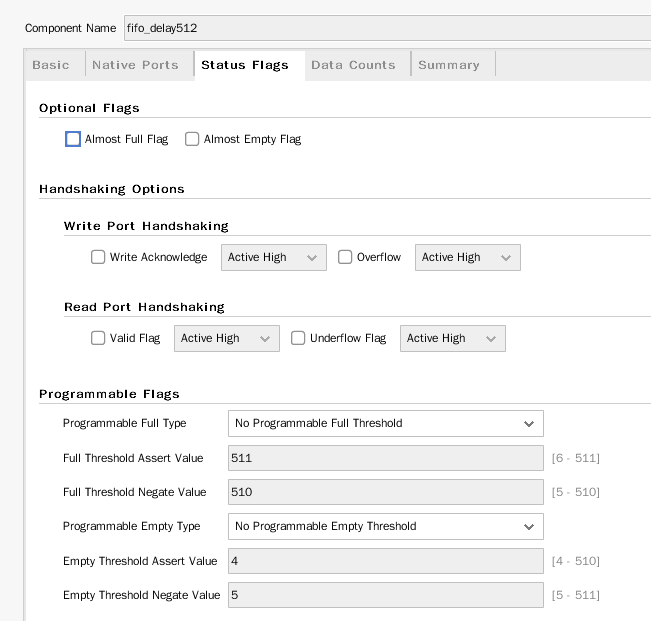 Component Name fifo_delay512
Basic Native Ports Status Flags Data Counts Summary
Optional Flags
Almost Full Flag Almost Empty Flag
Handshaking Options
Write Port Handshaking
Write Acknowledge Active High Overflow Active High
Read Port Handshaking
Valid Flag Active High Underflow Flag Active High
Programmable Flags
Programmable Full Type No Programmable Full Threshold
Full Threshold Assert Value 511 [6 - 511]
Full Threshold Negate Value 510 [5 - 510]
Programmable Empty Type No Programmable Empty Threshold
Empty Threshold Assert Value 4 [4 - 510]
Empty Threshold Negate Value 5 [5 - 511]